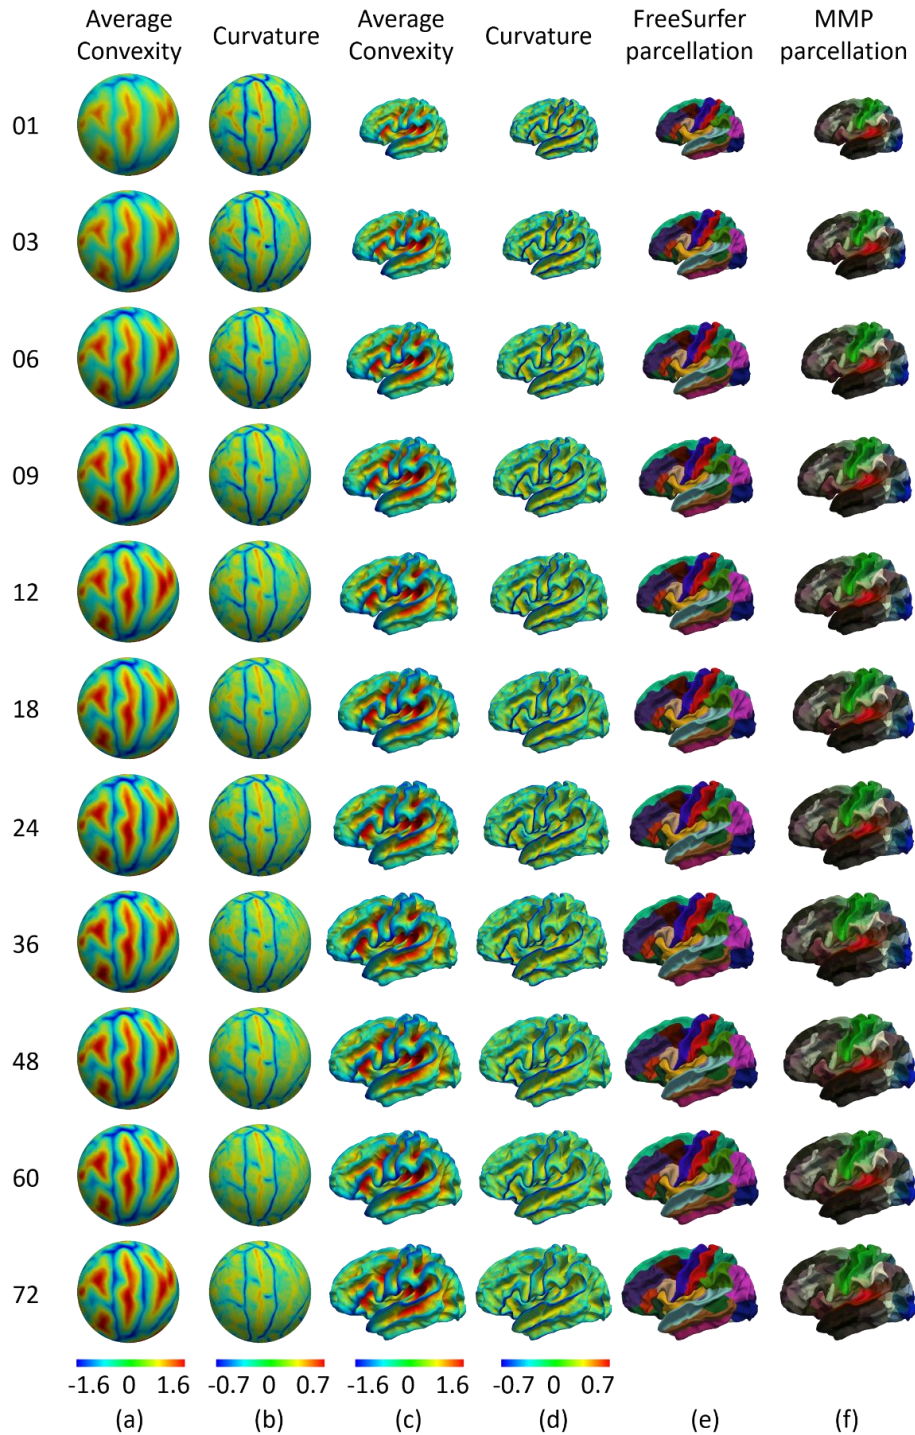 Average Convexity
Curvature
Average Convexity
Curvature
FreeSurfer parcellation
MMP parcellation
01
03
06
09
12
18
24
36
48
60
72
-1.6 0 1.6
-0.7 0 0.7
-1.6 0 1.6
-0.7 0 0.7
(a)
(b)
(c)
(d)
(e)
(f)